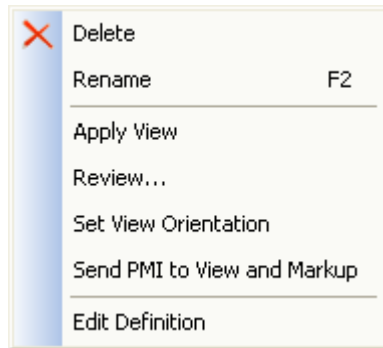 Delete
Rename F2
Apply View
Review...
Set View Orientation
Send PMI to View and Markup
Edit Definition